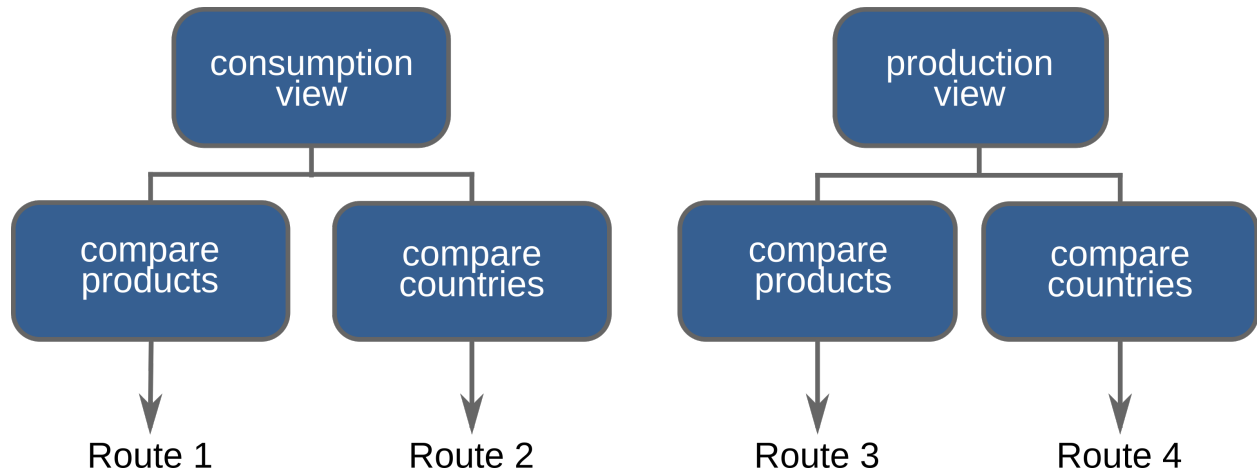 consumption
view
production
view
compare
products
compare
countries
compare
products
compare
countries
Route 1
Route 2
Route 3
Route 4